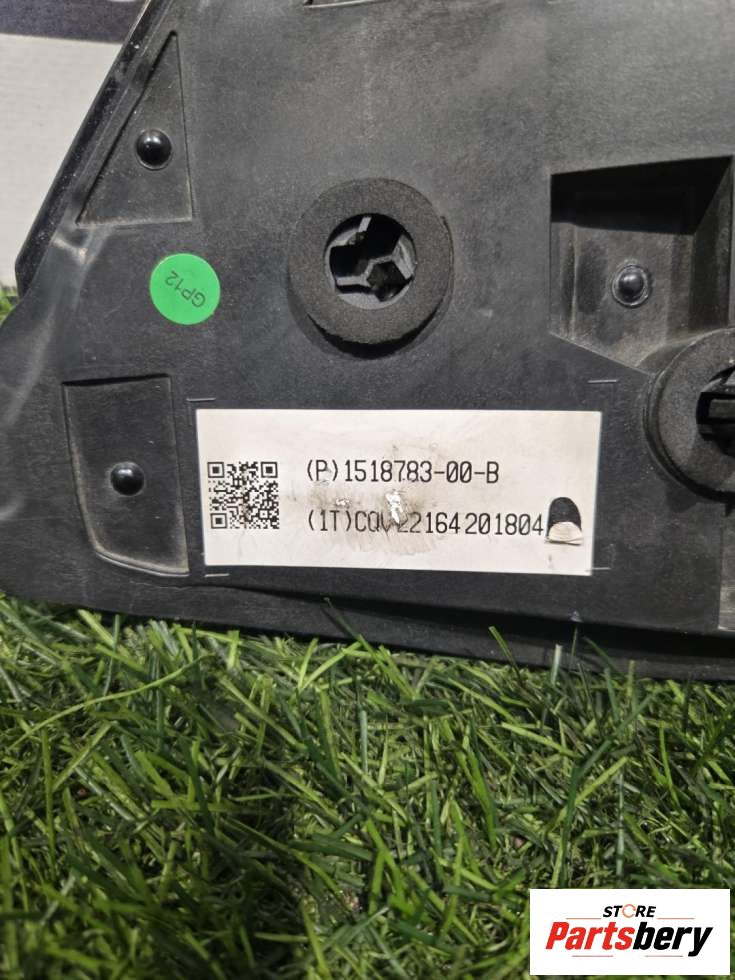 GP12
(P)1518783-00-B
(1T)CQV22164201804
STORE
Partsbery